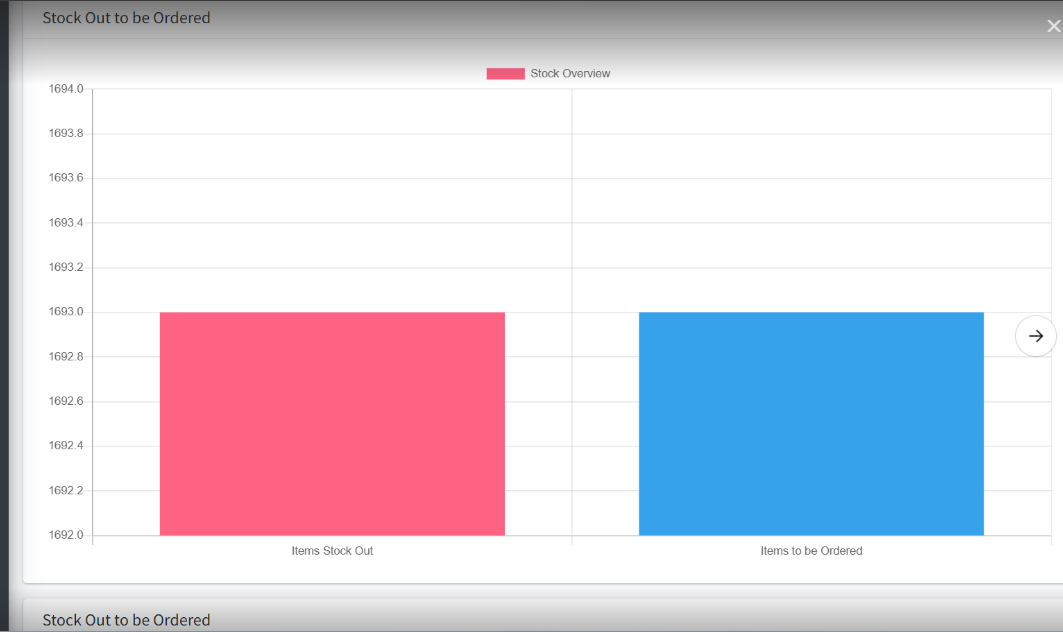 Stock Out to be Ordered
Stock Overview
1694.0
1693.8
1693.6
1693.4
1693.2
1693.0
1692.8
1692.6
1692.4
1692.2
1692.0
Items Stock Out
Items to be Ordered
Stock Out to be Ordered